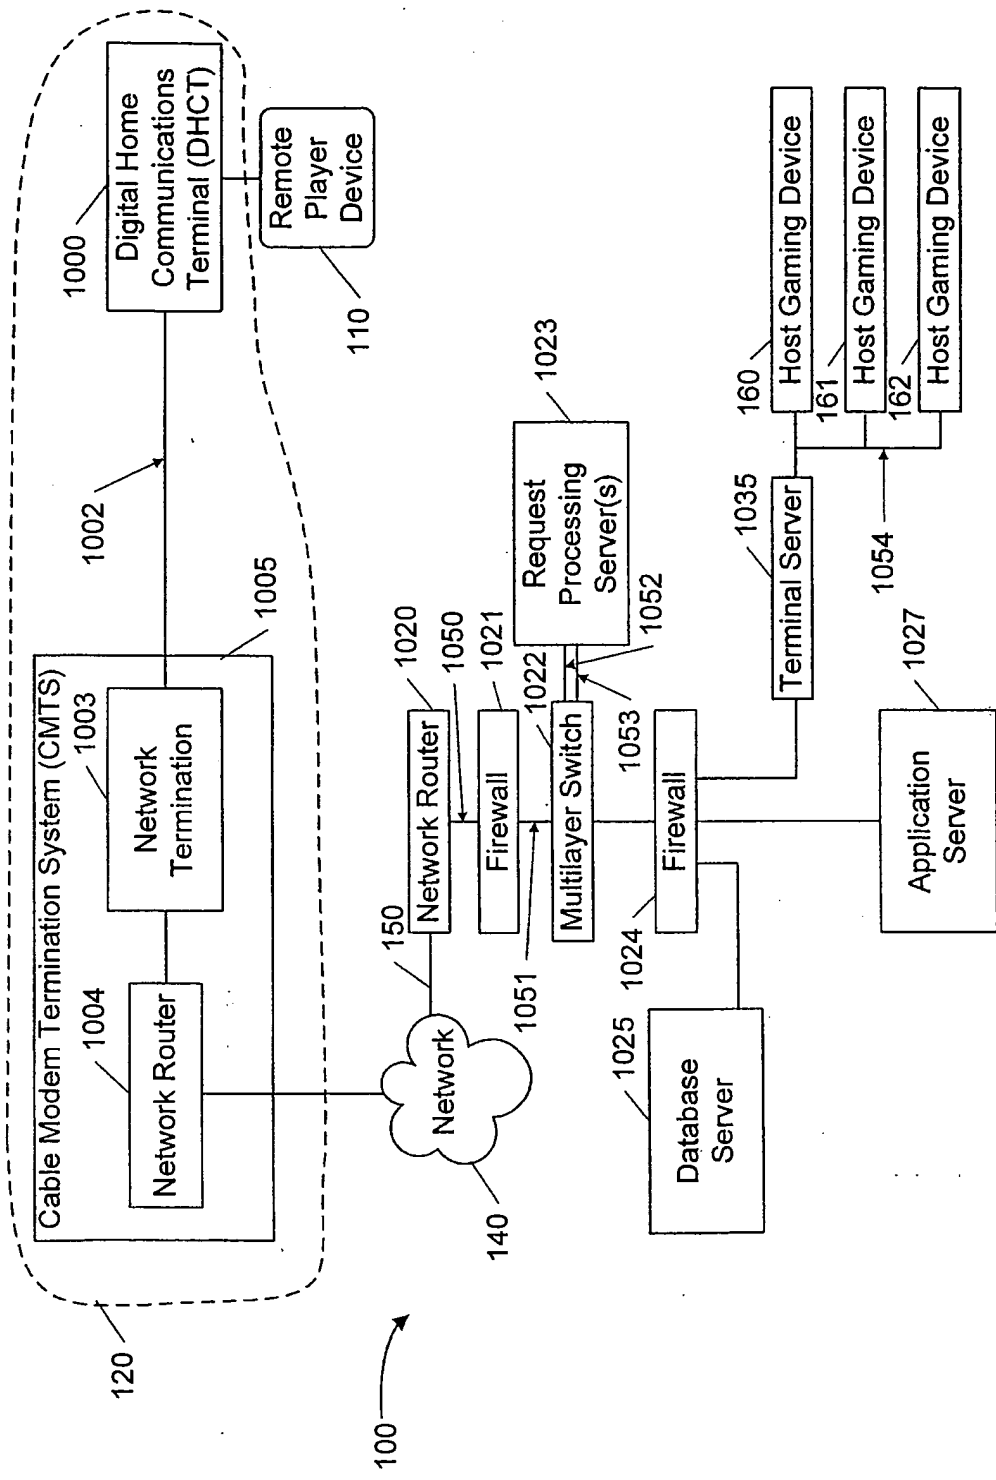 Cable Modem Termination System (CMTS)
1004
Network Router
1003
Network
Termination
1005
1002
1000
Digital Home
Communications
Terminal (DHCT)
Remote
Player
Device
110
120
100
140
Network
150
Network Router
1020
1050
Firewall
1021
1051
Multilayer Switch
1022
1053
1052
Request
Processing
Server(s)
1023
1024
Firewall
1025
Database
Server
Application
Server
1027
Terminal Server
1035
1054
160
Host Gaming Device
161
Host Gaming Device
162
Host Gaming Device